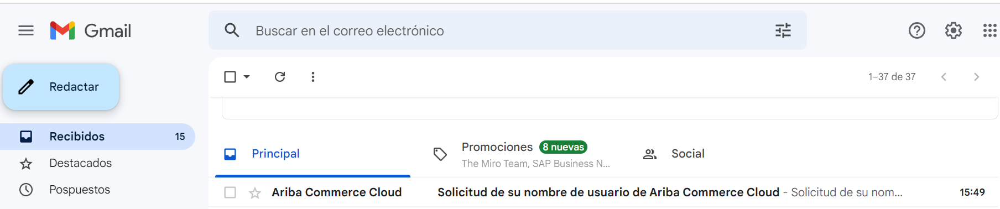 Gmail
Buscar en el correo electrónico
Redactar
1–37 de 37
Recibidos 15
Destacados
Pospuestos
Principal
Promociones 8 nuevas
The Miro Team, SAP Business N...
Social
Ariba Commerce Cloud Solicitud de su nombre de usuario de Ariba Commerce Cloud - Solicitud de su nom... 15:49